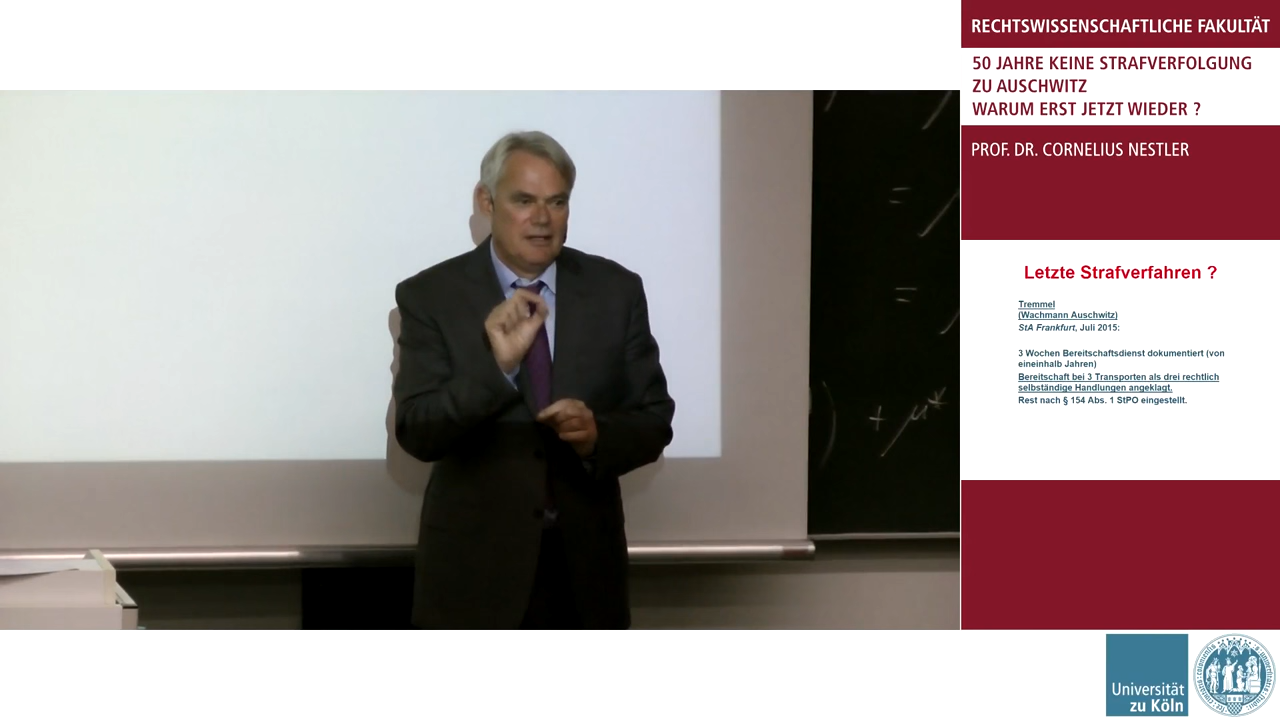 RECHTSWISSENSCHAFTLICHE FAKULTÄT
50 JAHRE KEINE STRAFVERFOLGUNG
ZU AUSCHWITZ
WARUM ERST JETZT WIEDER ?
PROF. DR. CORNELIUS NESTLER
Letzte Strafverfahren ?
Tremmel
(Wachmann Auschwitz)
StA Frankfurt, Juli 2015:
3 Wochen Bereitschaftsdienst dokumentiert (von
eineinhalb Jahren)
Bereitschaft bei 3 Transporten als drei rechtlich
selbständige Handlungen angeklagt.
Rest nach § 154 Abs. 1 StPO eingestellt.
=
=
) + μ*
Universität
zu Köln